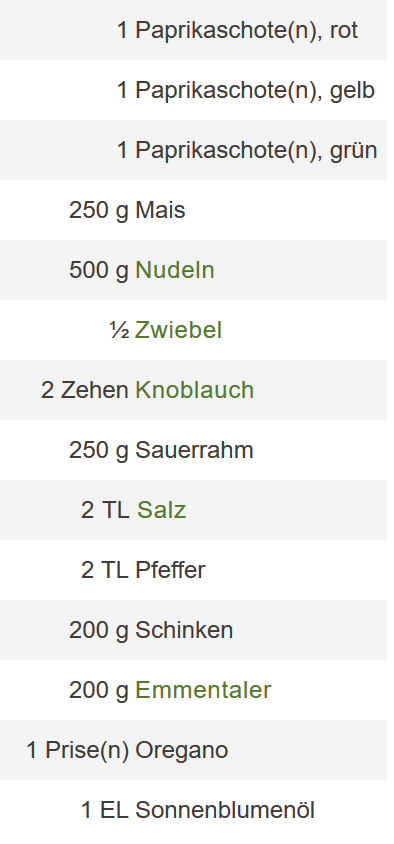 1 Paprikaschote(n), rot
1 Paprikaschote(n), gelb
1 Paprikaschote(n), grün
250 g Mais
500 g Nudeln
½ Zwiebel
2 Zehen Knoblauch
250 g Sauerrahm
2 TL Salz
2 TL Pfeffer
200 g Schinken
200 g Emmentaler
1 Prise(n) Oregano
1 EL Sonnenblumenöl